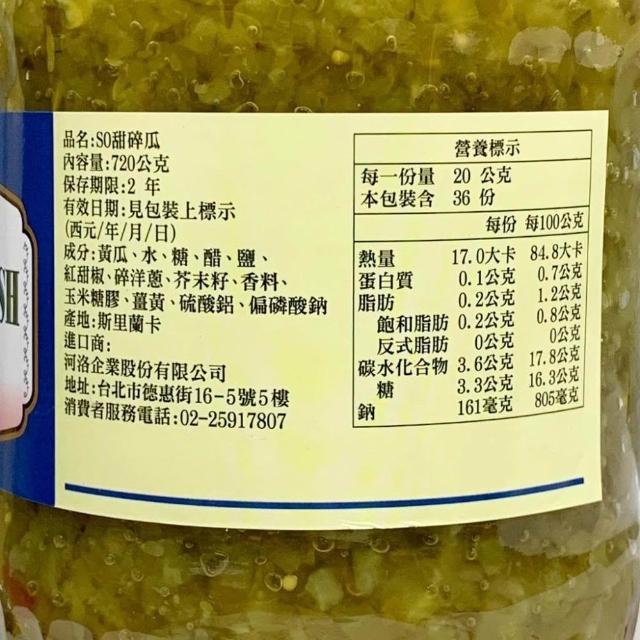 SH
品名:SO甜碎瓜
內容量:720公克
保存期限:2 年
有效日期:見包裝上標示
(西元/年/月/日)
成分:黃瓜、水、糖、醋、鹽、
紅甜椒、碎洋蔥、芥末籽、香料、
玉米糖膠、薑黃、硫酸鋁、偏磷酸鈉
產地:斯里蘭卡
進口商:
河洛企業股份有限公司
地址:台北市德惠街16-5號5樓
消費者服務電話:02-25917807
營養標示
每一份量 20 公克
本包裝含 36 份
每份 每100公克
熱量 17.0大卡 84.8大卡
蛋白質 0.1公克 0.7公克
脂肪 0.2公克 1.2公克
飽和脂肪 0.2公克 0.8公克
反式脂肪 0公克 0公克
碳水化合物 3.6公克 17.8公克
糖 3.3公克 16.3公克
鈉 161毫克 805毫克